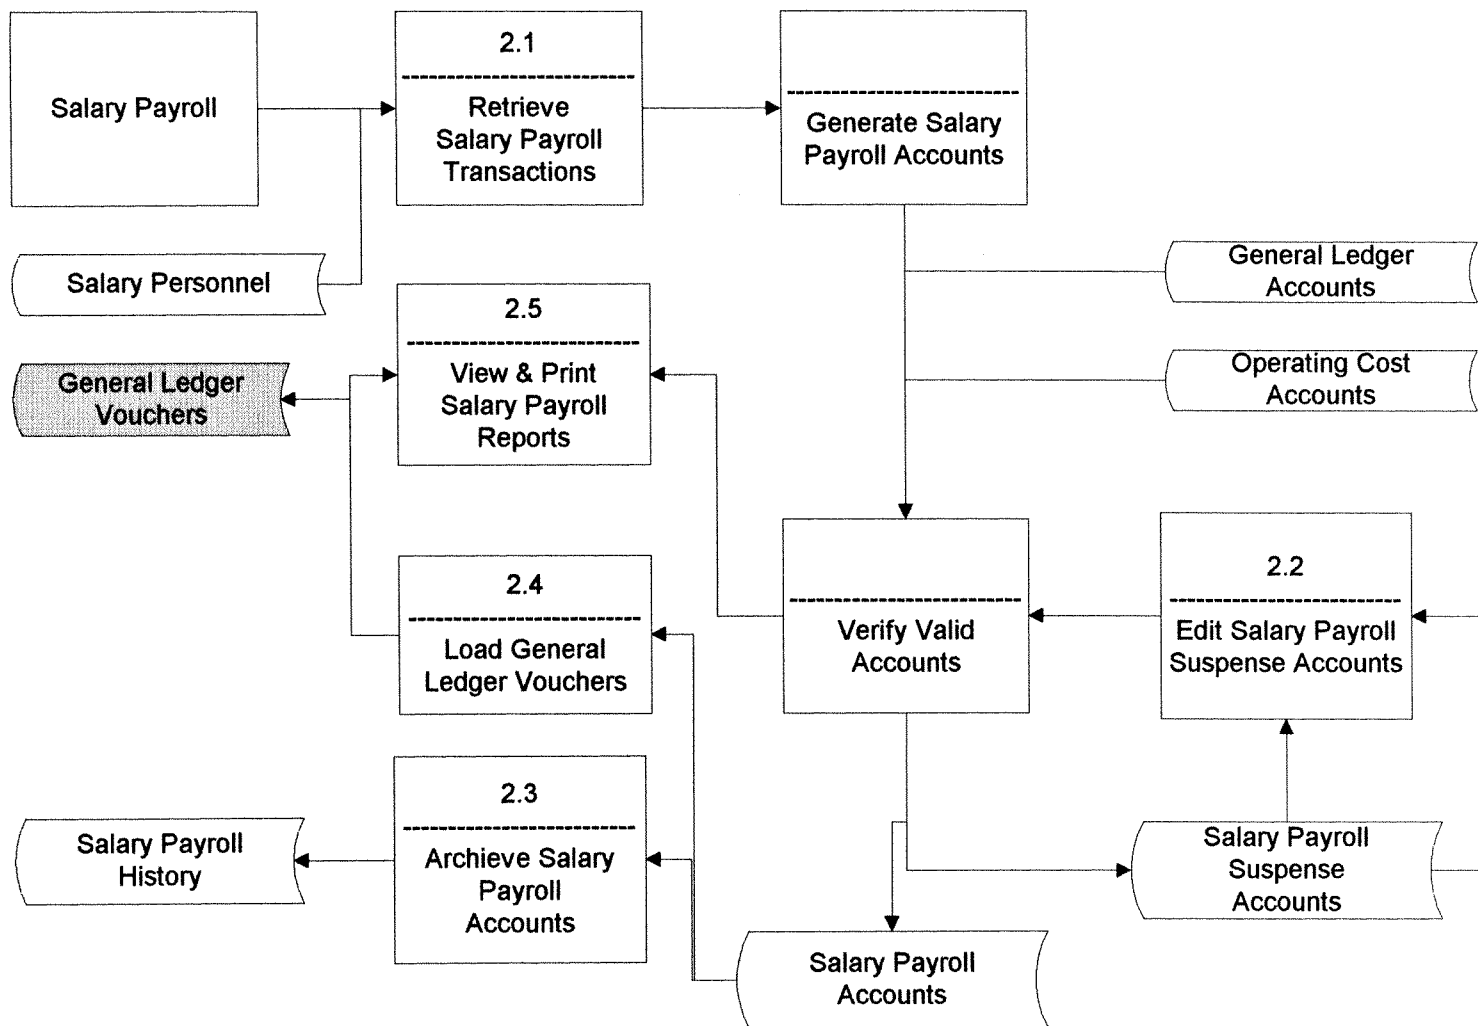 Salary Payroll
2.1
Retrieve
Salary Payroll
Transactions
Generate Salary
Payroll Accounts
Salary Personnel
General Ledger
Accounts
2.5
View & Print
Salary Payroll
Reports
General Ledger
Vouchers
Operating Cost
Accounts
2.4
Load General
Ledger Vouchers
Verify Valid
Accounts
2.2
Edit Salary Payroll
Suspense Accounts
2.3
Archieve Salary
Payroll
Accounts
Salary Payroll
History
Salary Payroll
Suspense
Accounts
Salary Payroll
Accounts